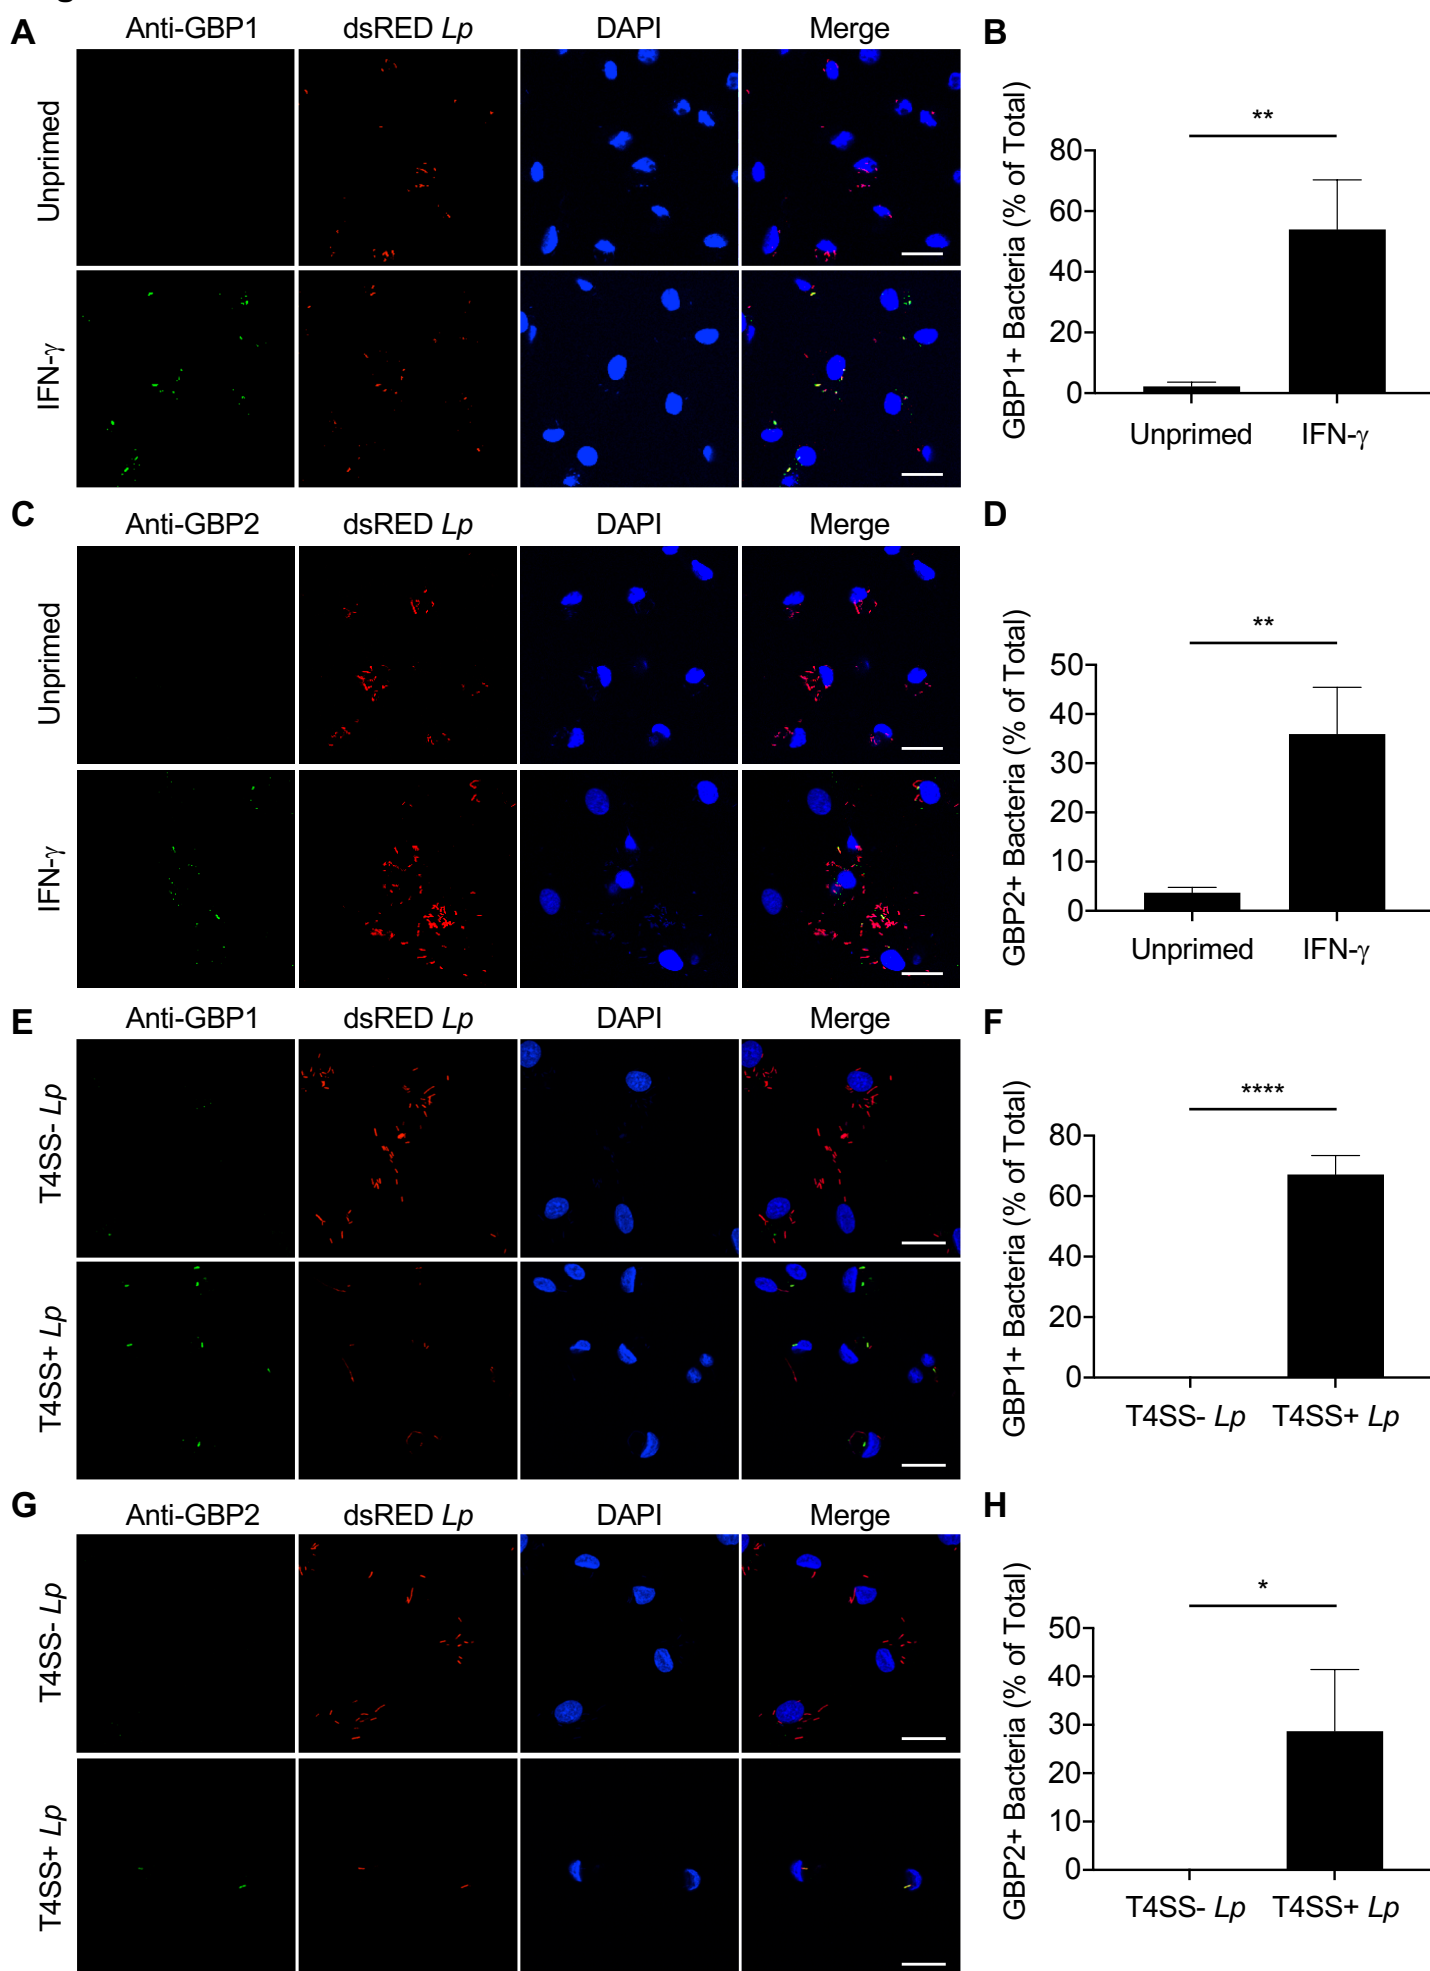 A
Anti-GBP1 dsRED Lp DAPI Merge
Unprimed
IFN-γ
B
GBP1+ Bacteria (% of Total)
**
80
60
40
20
0
Unprimed IFN-γ
C
Anti-GBP2 dsRED Lp DAPI Merge
Unprimed
IFN-γ
D
GBP2+ Bacteria (% of Total)
**
50
40
30
20
10
0
Unprimed IFN-γ
E
Anti-GBP1 dsRED Lp DAPI Merge
T4SS- Lp
T4SS+ Lp
F
GBP1+ Bacteria (% of Total)
****
80
60
40
20
0
T4SS- Lp T4SS+ Lp
G
Anti-GBP2 dsRED Lp DAPI Merge
T4SS- Lp
T4SS+ Lp
H
GBP2+ Bacteria (% of Total)
*
50
40
30
20
10
0
T4SS- Lp T4SS+ Lp